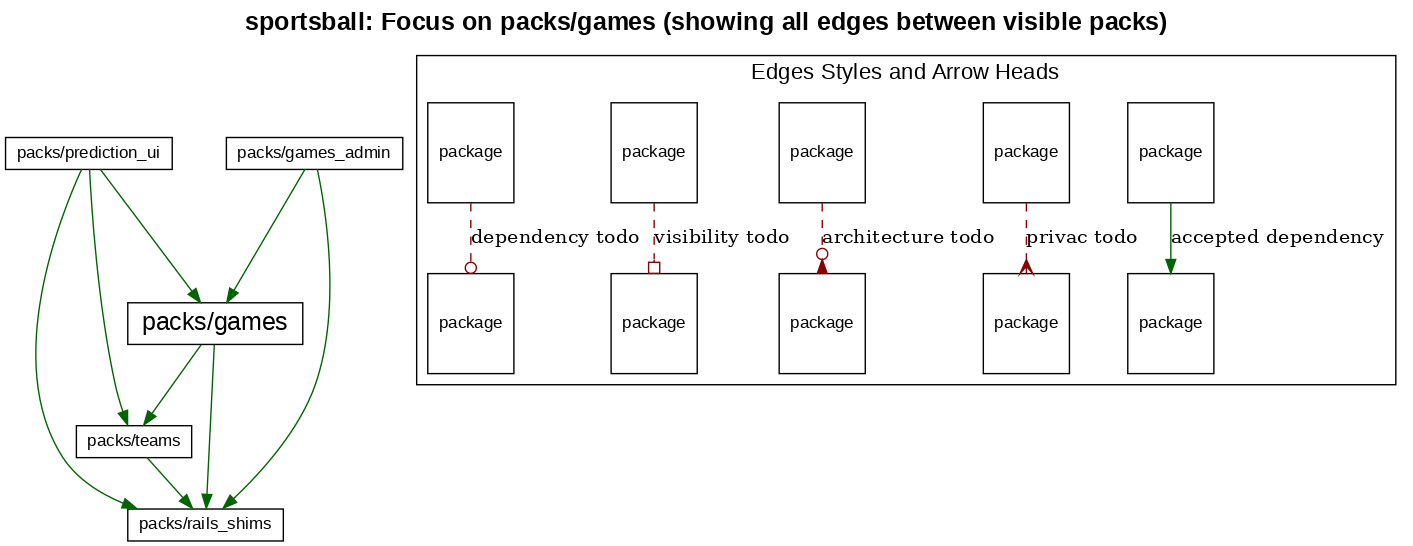 sportsball: Focus on packs/games (showing all edges between visible packs)
Edges Styles and Arrow Heads
packs/prediction_ui
packs/games_admin
package
package
package
package
package
dependency todo
visibility todo
architecture todo
privac todo
accepted dependency
packs/games
package
package
package
package
package
packs/teams
packs/rails_shims